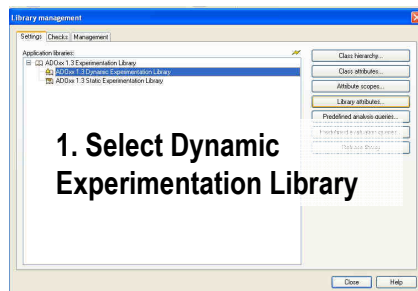 Library management
Settings Checks Management
Application libraries:
ADOxx 1.3 Experimentation Library
ADOxx 1.3 Dynamic Experimentation Library
ADOxx 1.3 Static Experimentation Library
Class hierarchy...
Class attributes...
Attribute scopes...
Library attributes...
Predefined analysis queries...
1. Select Dynamic
Experimentation Library
Close Help